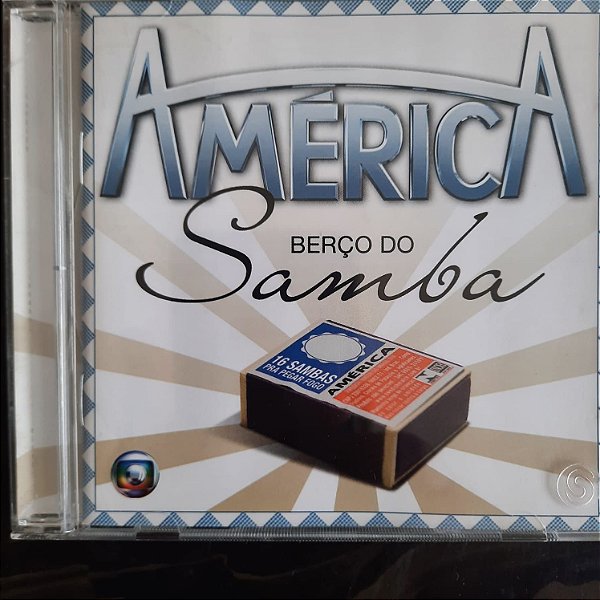 AMÉRICA
BERÇO DO
Samba
16 SAMBAS
PRA PEGAR FOGO
AMÉRICA